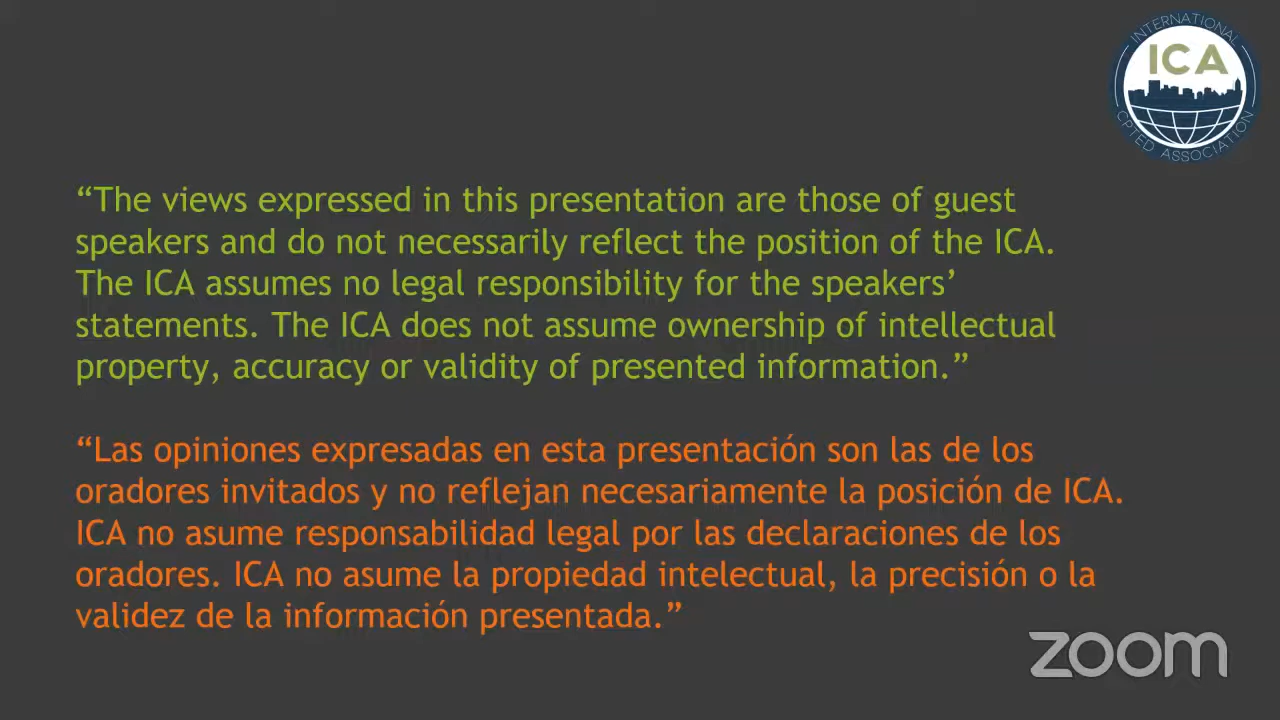 INTERNATIONAL
ICA
CPTED ASSOCIATION
“The views expressed in this presentation are those of guest
speakers and do not necessarily reflect the position of the ICA.
The ICA assumes no legal responsibility for the speakers’
statements. The ICA does not assume ownership of intellectual
property, accuracy or validity of presented information.”
“Las opiniones expresadas en esta presentación son las de los
oradores invitados y no reflejan necesariamente la posición de ICA.
ICA no asume responsabilidad legal por las declaraciones de los
oradores. ICA no asume la propiedad intelectual, la precisión o la
validez de la información presentada.”
zoom